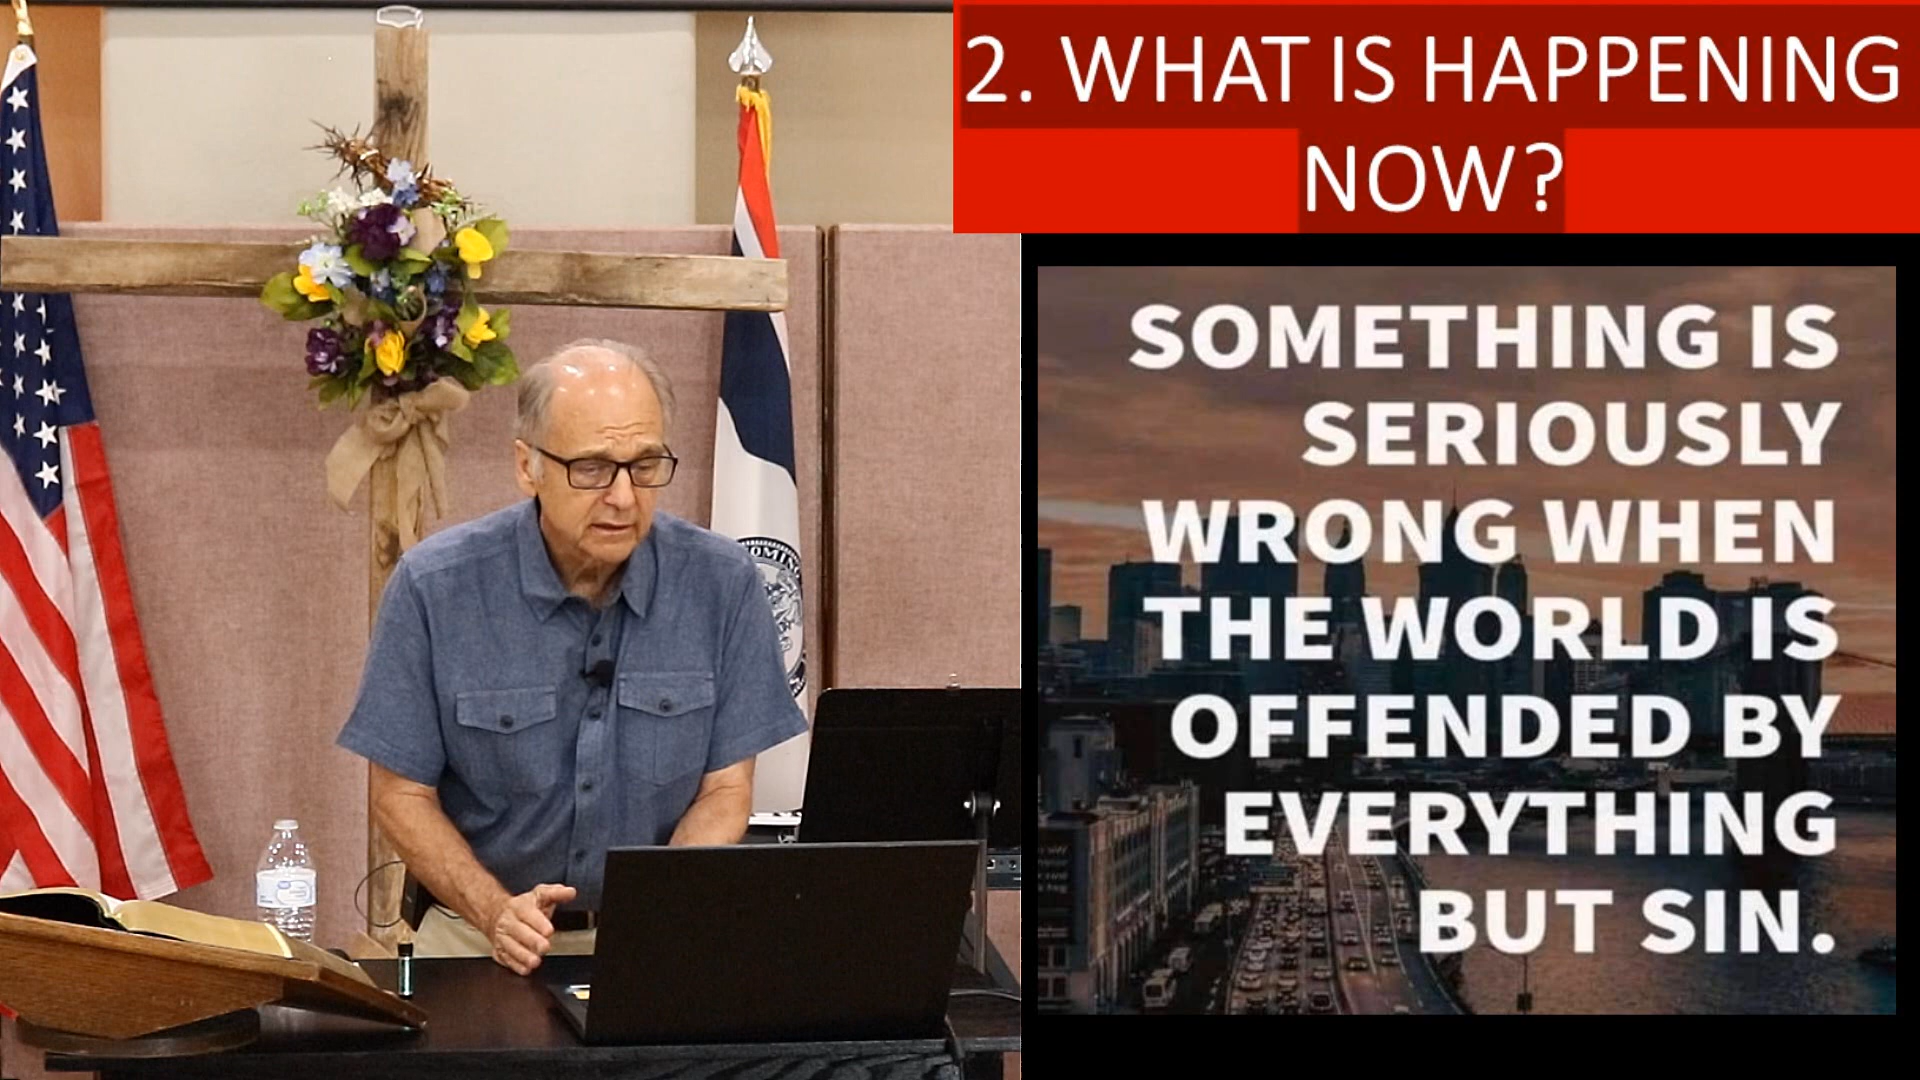 2. WHAT IS HAPPENING
NOW?
SOMETHING IS
SERIOUSLY
WRONG WHEN
THE WORLD IS
OFFENDED BY
EVERYTHING
BUT SIN.